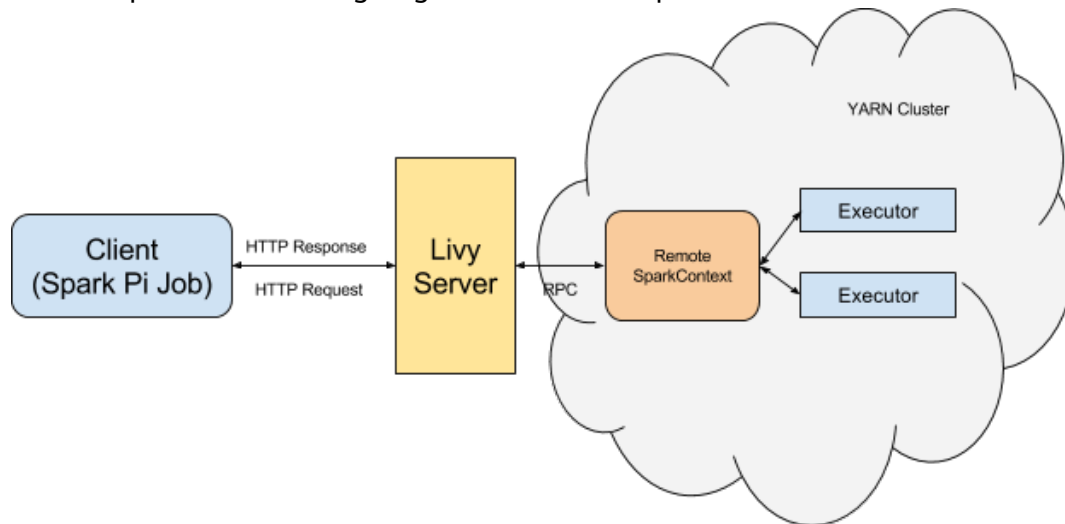 YARN Cluster
Client
(Spark Pi Job)
HTTP Response
HTTP Request
Livy
Server
RPC
Remote
SparkContext
Executor
Executor